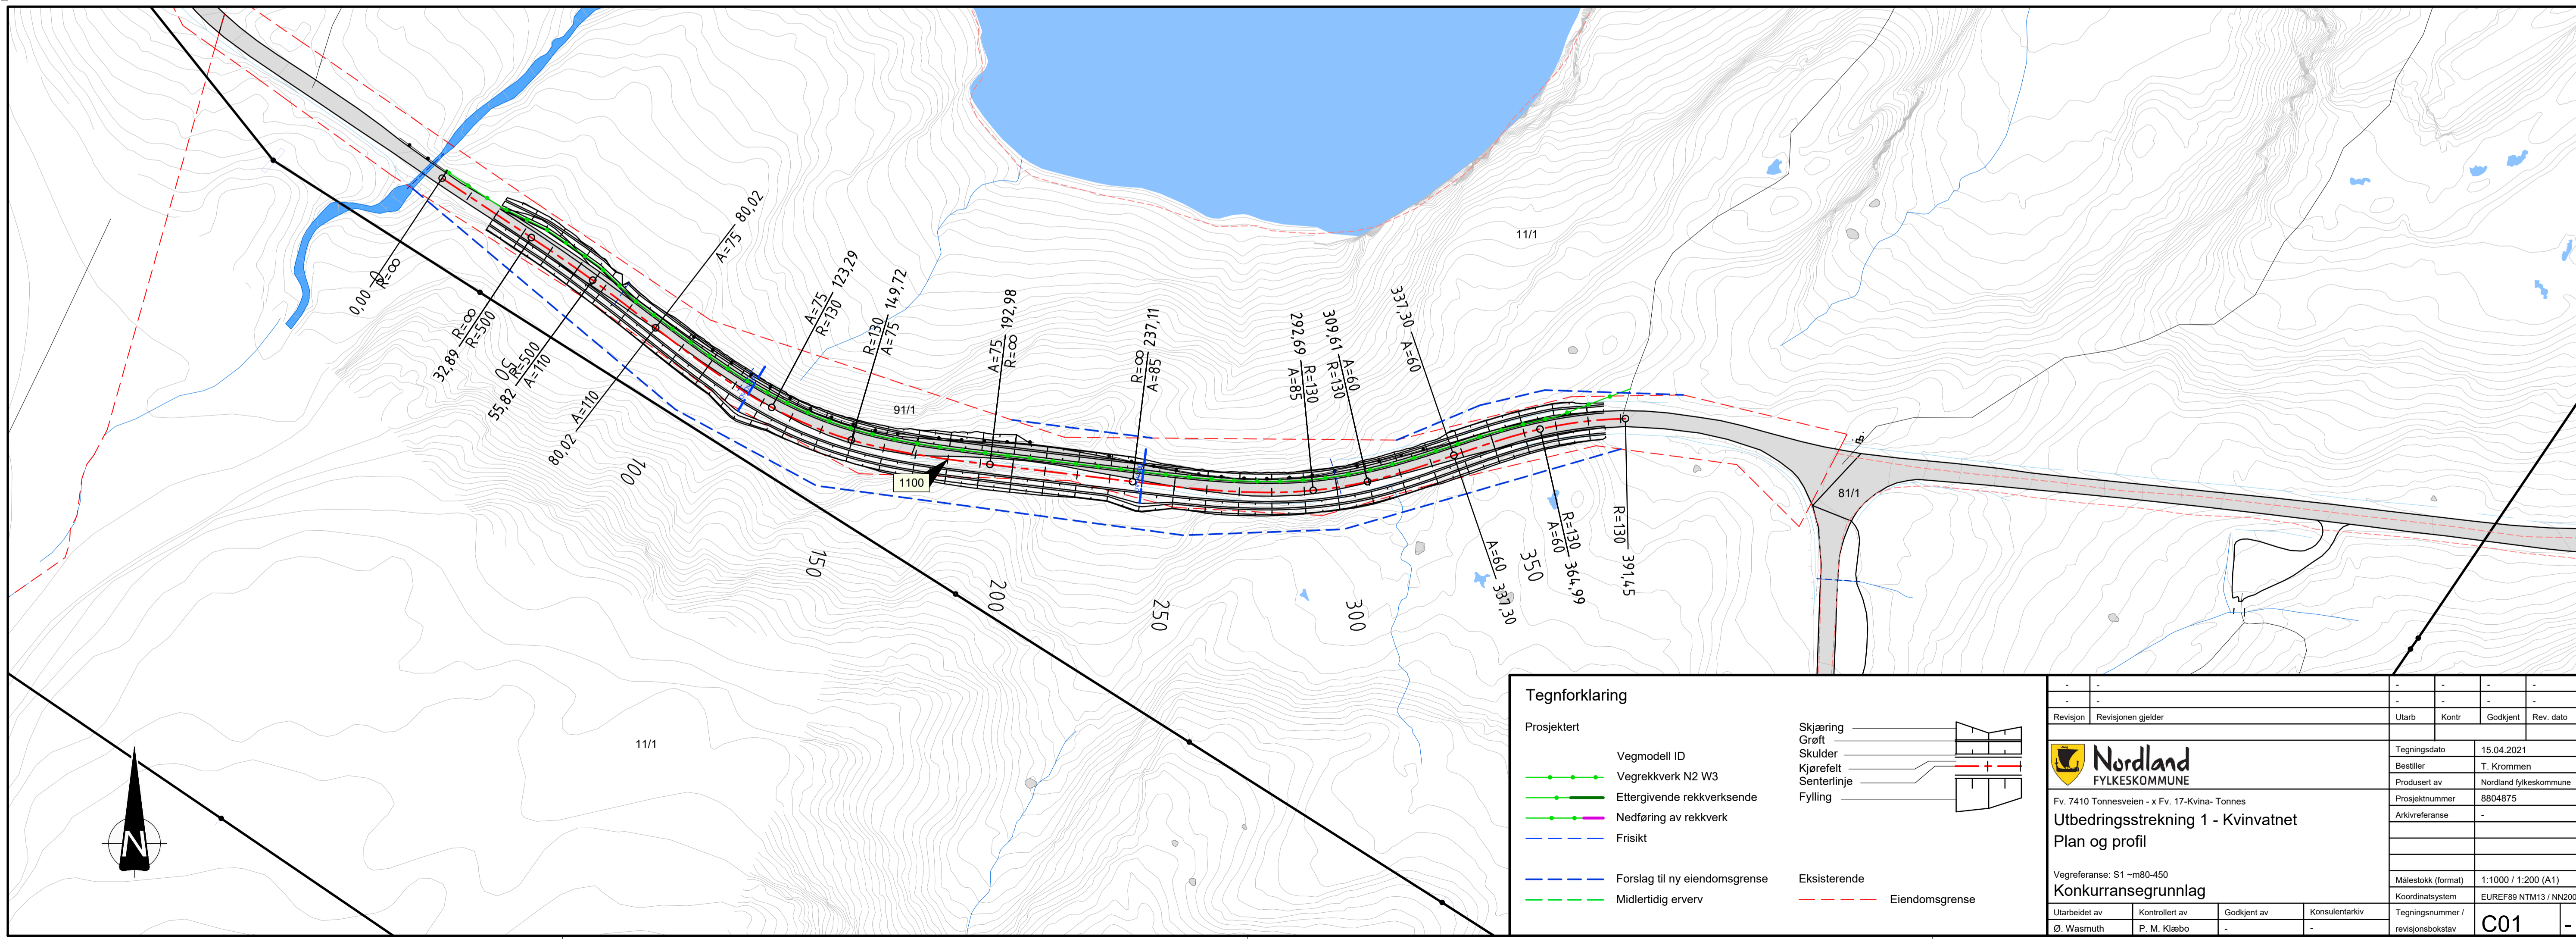 0,00 R=∞
0
32,89 R=∞ R=500
50
55,82 R=500 A=110
80,02 A=110
A=75 80,02
100
A=75 R=130 123,29
R=130 A=75 149,72
150
91/1
1100
A=75 R=∞ 192,98
200
R=∞ A=85 237,11
250
292,69 R=130 A=85
309,61 A=60 R=130
300
337,30 A=60
A=60 337,30
350
R=130 A=60 364,99
R=130 391,45
11/1
81/1
11/1
N
Tegnforklaring
Prosjektert
Vegmodell ID
Vegrekkverk N2 W3
Ettergivende rekkverksende
Nedføring av rekkverk
Frisikt
Forslag til ny eiendomsgrense
Midlertidig erverv
Skjæring
Grøft
Skulder
Kjørefelt
Senterlinje
Fylling
Eksisterende
Eiendomsgrense
- - - - - -
- - - - - -
Revisjon Revisjonen gjelder Utarb Kontr Godkjent Rev. dato
Nordland
FYLKESKOMMUNE
Tegningsdato 15.04.2021
Bestiller T. Krommen
Produsert av Nordland fylkeskommune
Prosjektnummer 8804875
Arkivreferanse -
Fv. 7410 Tonnesveien - x Fv. 17-Kvina- Tonnes
Utbedringsstrekning 1 - Kvinvatnet
Plan og profil
Vegreferanse: S1 ~m80-450
Konkurransegrunnlag
Målestokk (format) 1:1000 / 1:200 (A1)
Koordinatsystem EUREF89 NTM13 / NN200
Utarbeidet av Kontrollert av Godkjent av Konsulentarkiv
Ø. Wasmuth P. M. Klæbo - -
Tegningsnummer /
revisjonsbokstav C01 -